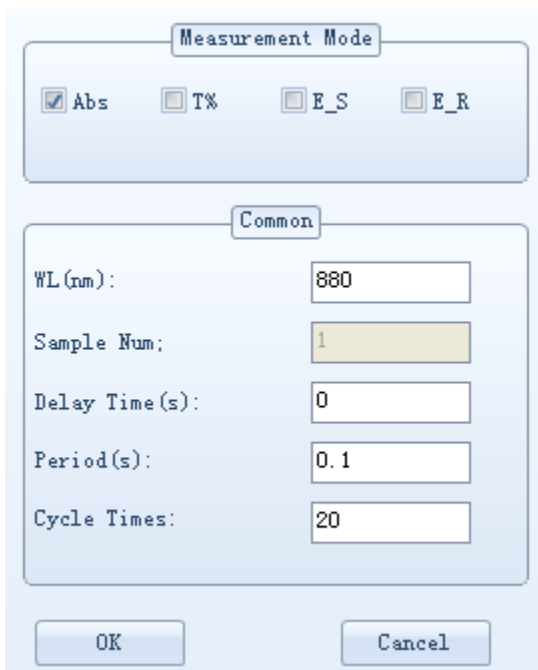 Measurement Mode
Abs T% E_S E_R
Common
WL(nm): 880
Sample Num; 1
Delay Time(s): 0
Period(s): 0.1
Cycle Times: 20
OK Cancel